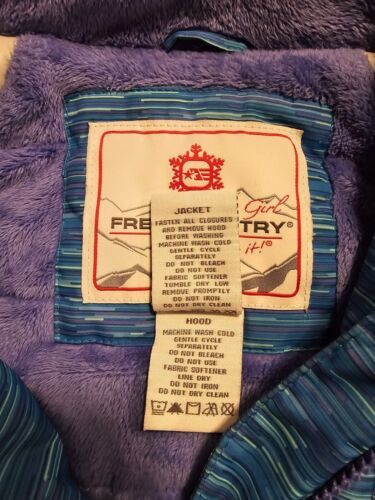 Girl
FRE TRY®
it!®
JACKET
FASTEN ALL CLOSURES
AND REMOVE HOOD
BEFORE WASHING
MACHINE WASH COLD
GENTLE CYCLE
SEPARATELY
DO NOT BLEACH
DO NOT USE
FABRIC SOFTENER
TUMBLE DRY LOW
REMOVE PROMPTLY
DO NOT IRON
DO NOT DRY CLEAN
HOOD
MACHINE WASH COLD
GENTLE CYCLE
SEPARATELY
DO NOT BLEACH
DO NOT USE
FABRIC SOFTENER
LINE DRY
DO NOT IRON
DO NOT DRY CLEAN